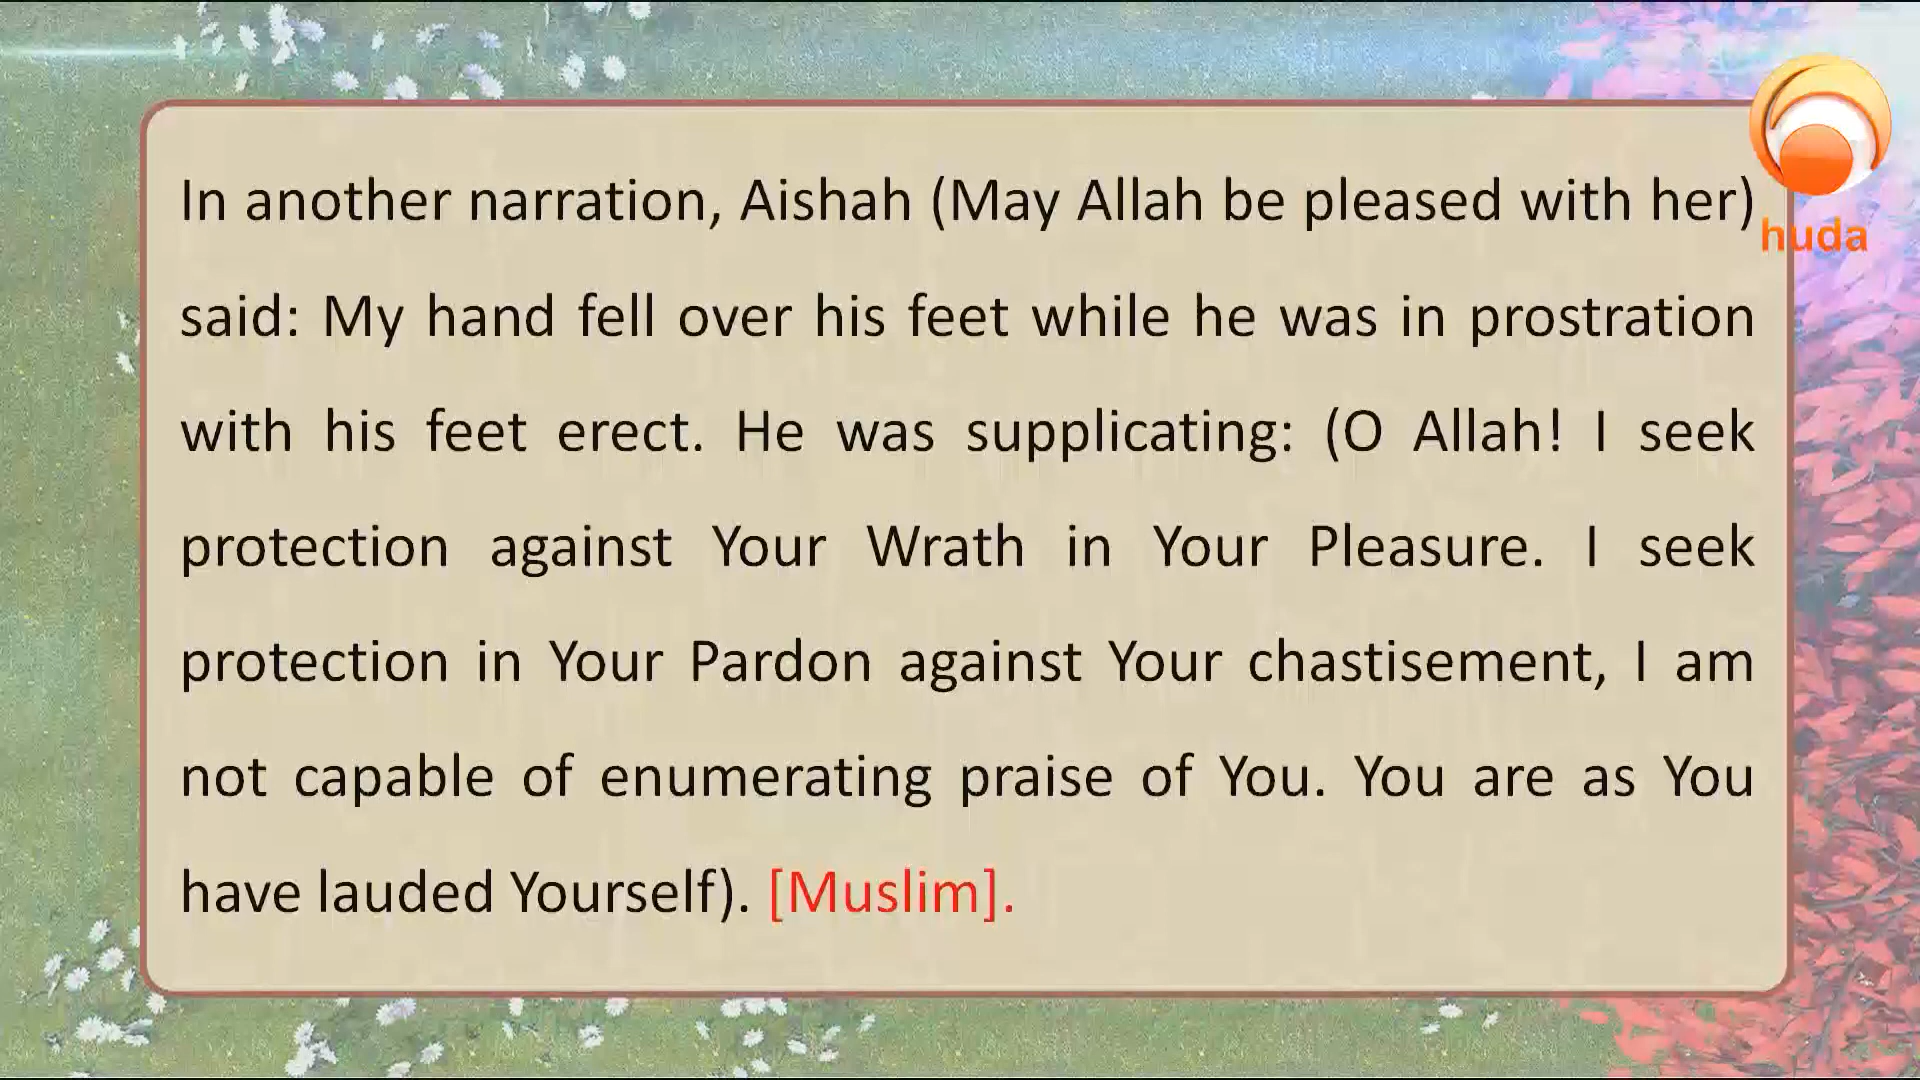 In another narration, Aishah (May Allah be pleased with her)
said: My hand fell over his feet while he was in prostration
with his feet erect. He was supplicating: (O Allah! I seek
protection against Your Wrath in Your Pleasure. I seek
protection in Your Pardon against Your chastisement, I am
not capable of enumerating praise of You. You are as You
have lauded Yourself). [Muslim].
huda